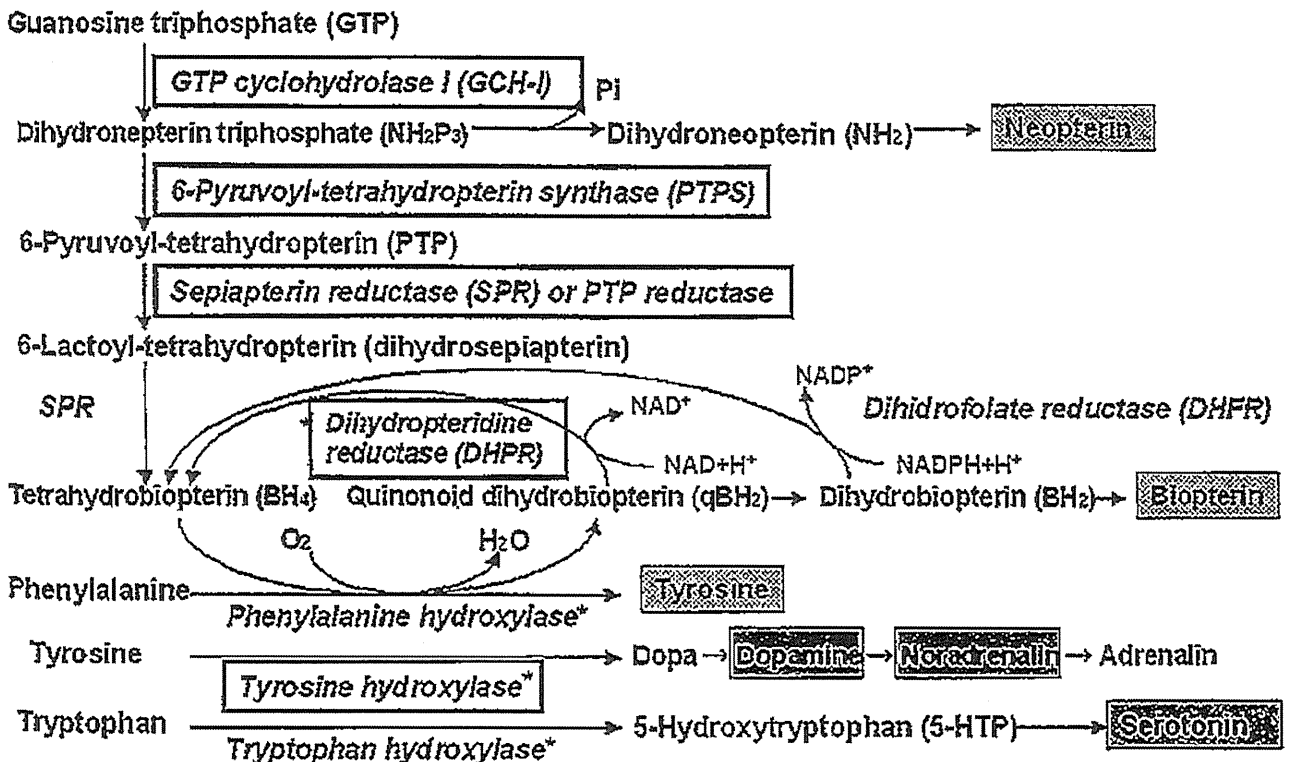 Guanosine triphosphate (GTP)
GTP cyclohydrolase I (GCH-I)
Pi
Dihydronepterin triphosphate (NH₂P₃)
Dihydroneopterin (NH₂)
Neopterin
6-Pyruvoyl-tetrahydropterin synthase (PTPS)
6-Pyruvoyl-tetrahydropterin (PTP)
Sepiapterin reductase (SPR) or PTP reductase
6-Lactoyl-tetrahydropterin (dihydrosepiapterin)
SPR
* Dihydropteridine
reductase (DHPR)
NAD⁺
NADP⁺
Dihidrofolate reductase (DHFR)
NAD+H⁺
NADPH+H⁺
Tetrahydrobiopterin (BH₄)
Quinonoid dihydrobiopterin (qBH₂)
Dihydrobiopterin (BH₂)
Biopterin
O₂
H₂O
Phenylalanine
Tyrosine
Phenylalanine hydroxylase*
Tyrosine
Dopa
Dopamine
Noradrenalin
Adrenalin
Tyrosine hydroxylase*
Tryptophan
5-Hydroxytryptophan (5-HTP)
Serotonin
Tryptophan hydroxylase*